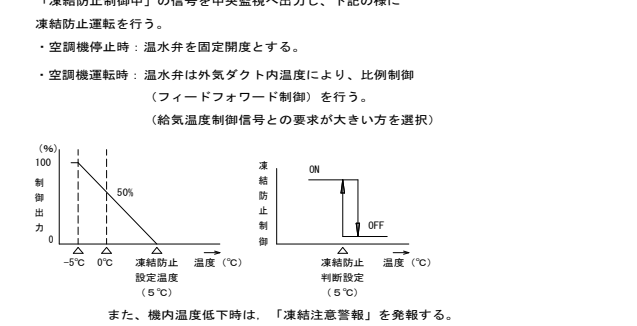 「凍結防止制御中」の信号を中央監視へ出力し、下記の様に
凍結防止運転を行う。
・空調機停止時：温水弁を固定開度とする。
・空調機運転時：温水弁は外気ダクト内温度により、比例制御
（フィードフォワード制御）を行う。
（給気温度制御信号との要求が大きい方を選択）
(%)
100
制御出力
50%
0
-5℃ 0℃ 凍結防止 温度（℃）
設定温度
（5℃）
凍結防止制御
ON
OFF
凍結防止 温度（℃）
判断設定
（5℃）
また、機内温度低下時は，「凍結注意警報」を発報する。